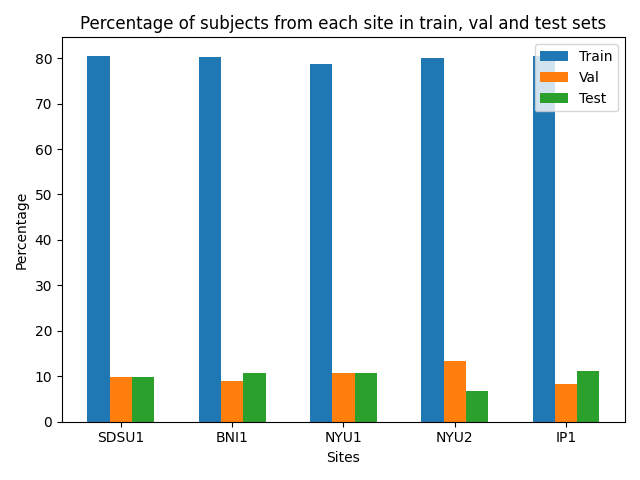 Percentage of subjects from each site in train, val and test sets
Train
Val
Test
80
70
60
50
40
30
20
10
0
Percentage
SDSU1 BNI1 NYU1 NYU2 IP1
Sites